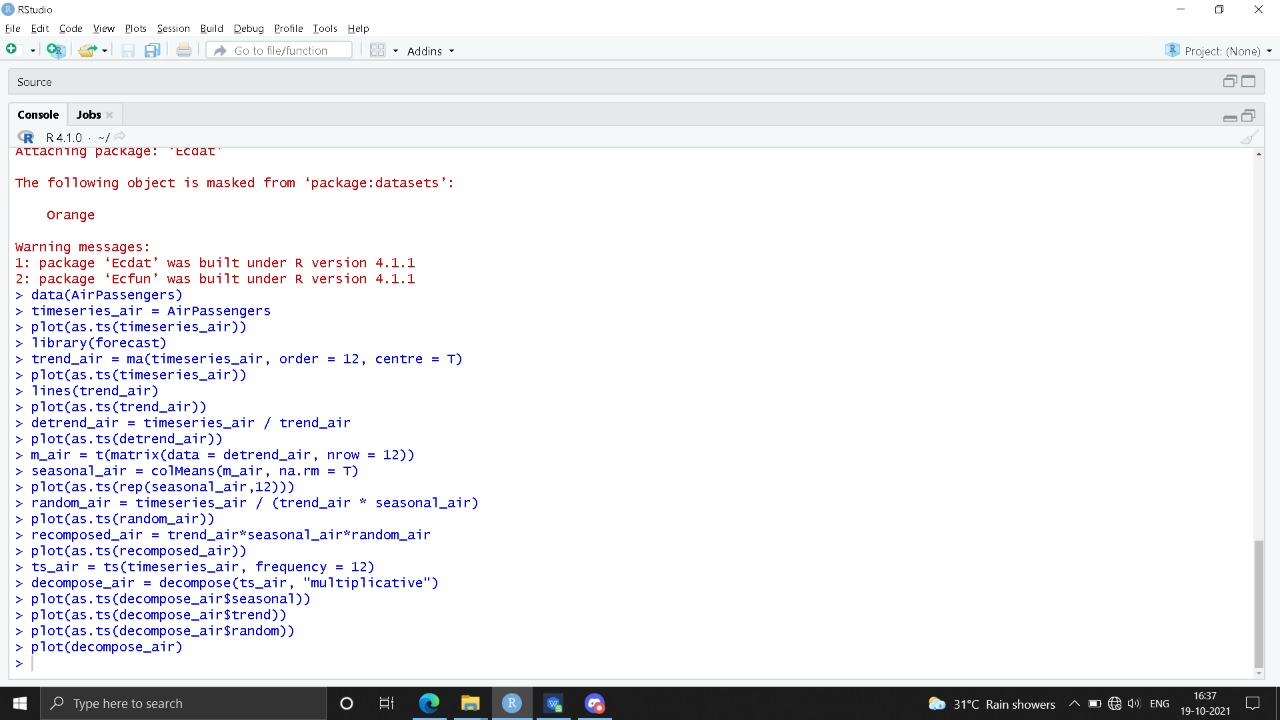 RStudio
File Edit Code View Plots Session Build Debug Profile Tools Help
Go to file/function Addins Project: (None)
Source
Console Jobs
R 4.1.0 · ~/
Attaching package: ‘Ecdat’
The following object is masked from ‘package:datasets’:
Orange
Warning messages:
1: package ‘Ecdat’ was built under R version 4.1.1
2: package ‘Ecfun’ was built under R version 4.1.1
> data(AirPassengers)
> timeseries_air = AirPassengers
> plot(as.ts(timeseries_air))
> library(forecast)
> trend_air = ma(timeseries_air, order = 12, centre = T)
> plot(as.ts(timeseries_air))
> lines(trend_air)
> plot(as.ts(trend_air))
> detrend_air = timeseries_air / trend_air
> plot(as.ts(detrend_air))
> m_air = t(matrix(data = detrend_air, nrow = 12))
> seasonal_air = colMeans(m_air, na.rm = T)
> plot(as.ts(rep(seasonal_air,12)))
> random_air = timeseries_air / (trend_air * seasonal_air)
> plot(as.ts(random_air))
> recomposed_air = trend_air*seasonal_air*random_air
> plot(as.ts(recomposed_air))
> ts_air = ts(timeseries_air, frequency = 12)
> decompose_air = decompose(ts_air, "multiplicative")
> plot(as.ts(decompose_air$seasonal))
> plot(as.ts(decompose_air$trend))
> plot(as.ts(decompose_air$random))
> plot(decompose_air)
>
Type here to search 31°C Rain showers ENG 16:37
19-10-2021